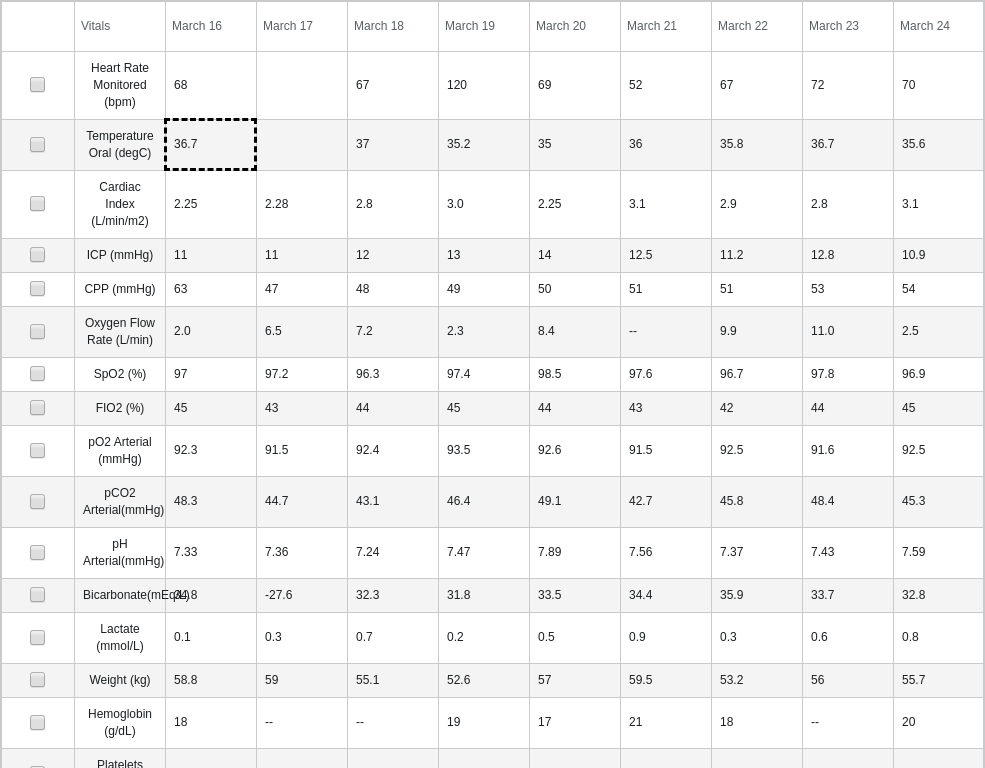 Vitals March 16 March 17 March 18 March 19 March 20 March 21 March 22 March 23 March 24
Heart Rate
Monitored
(bpm)
68 67 120 69 52 67 72 70
Temperature
Oral (degC)
36.7 37 35.2 35 36 35.8 36.7 35.6
Cardiac
Index
(L/min/m2)
2.25 2.28 2.8 3.0 2.25 3.1 2.9 2.8 3.1
ICP (mmHg) 11 11 12 13 14 12.5 11.2 12.8 10.9
CPP (mmHg) 63 47 48 49 50 51 51 53 54
Oxygen Flow
Rate (L/min)
2.0 6.5 7.2 2.3 8.4 -- 9.9 11.0 2.5
SpO2 (%) 97 97.2 96.3 97.4 98.5 97.6 96.7 97.8 96.9
FIO2 (%) 45 43 44 45 44 43 42 44 45
pO2 Arterial
(mmHg)
92.3 91.5 92.4 93.5 92.6 91.5 92.5 91.6 92.5
pCO2
Arterial(mmHg)
48.3 44.7 43.1 46.4 49.1 42.7 45.8 48.4 45.3
pH
Arterial(mmHg)
7.33 7.36 7.24 7.47 7.89 7.56 7.37 7.43 7.59
Bicarbonate(mEq/L) 34.8 -27.6 32.3 31.8 33.5 34.4 35.9 33.7 32.8
Lactate
(mmol/L)
0.1 0.3 0.7 0.2 0.5 0.9 0.3 0.6 0.8
Weight (kg) 58.8 59 55.1 52.6 57 59.5 53.2 56 55.7
Hemoglobin
(g/dL)
18 -- -- 19 17 21 18 -- 20
Platelets